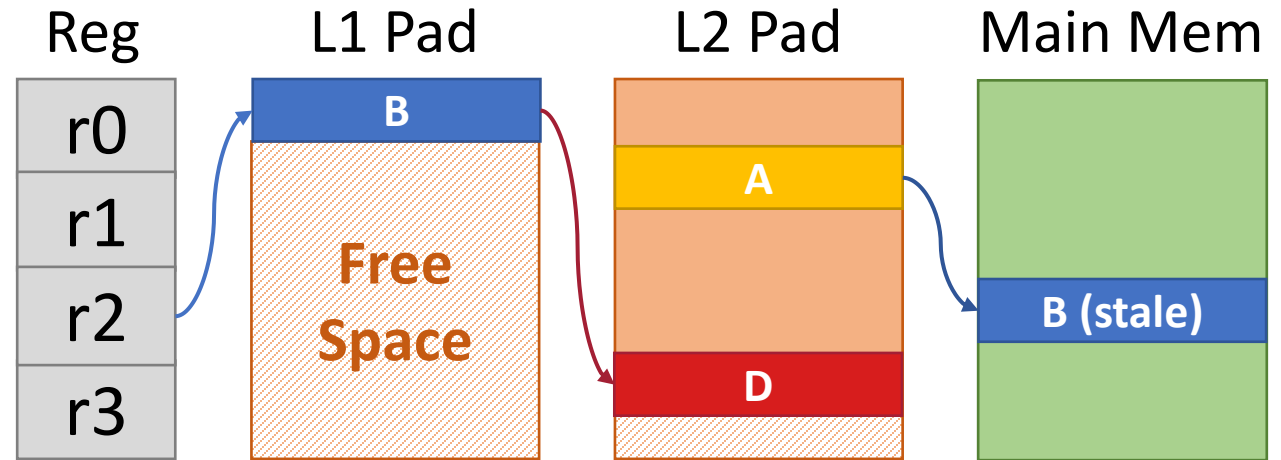 Reg
L1 Pad
L2 Pad
Main Mem
r0
r1
r2
r3
B
Free
Space
A
D
B (stale)